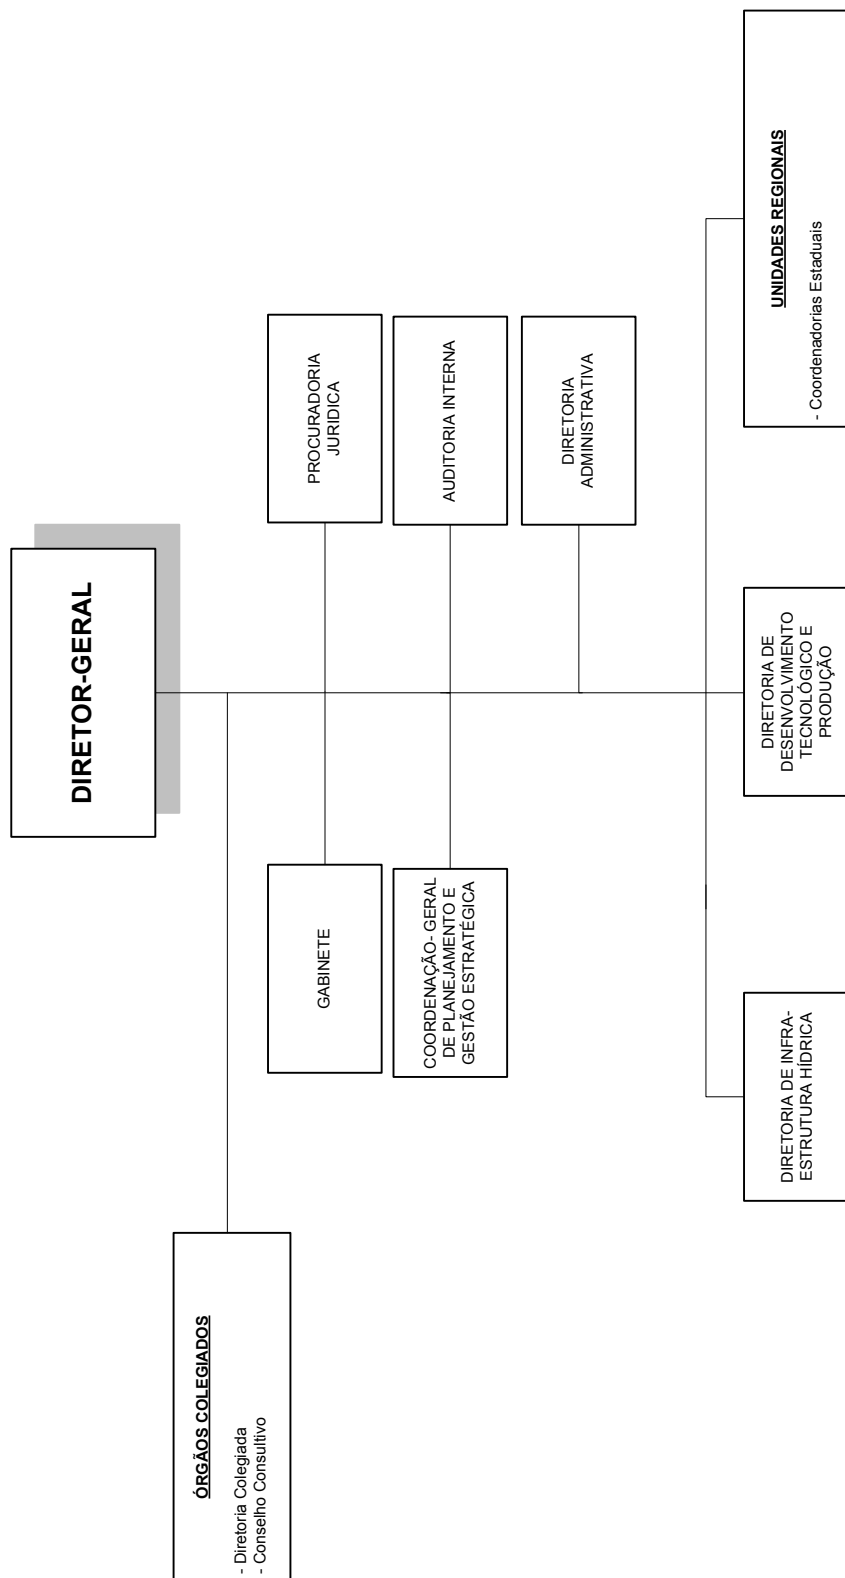 DIRETOR-GERAL
ÓRGÃOS COLEGIADOS
- Diretoria Colegiada
- Conselho Consultivo
GABINETE
PROCURADORIA
JURIDICA
COORDENAÇÃO- GERAL
DE PLANEJAMENTO E
GESTÃO ESTRATÉGICA
AUDITORIA INTERNA
DIRETORIA
ADMINISTRATIVA
DIRETORIA DE INFRA-
ESTRUTURA HÍDRICA
DIRETORIA DE
DESENVOLVIMENTO
TECNOLÓGICO E
PRODUÇÃO
UNIDADES REGIONAIS
- Coordenadorias Estaduais